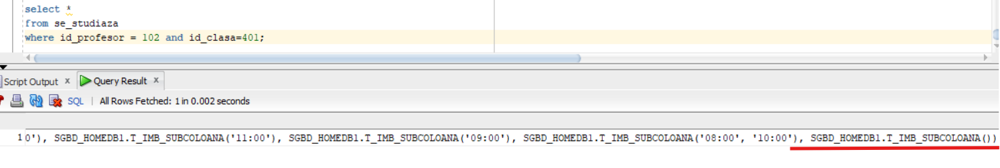 select *
from se_studiaza
where id_profesor = 102 and id_clasa=401;
Script Output x Query Result x
SQL | All Rows Fetched: 1 in 0.002 seconds
1 0'), SGBD_HOMEDB1.T_IMB_SUBCOLOANA('11:00'), SGBD_HOMEDB1.T_IMB_SUBCOLOANA('09:00'), SGBD_HOMEDB1.T_IMB_SUBCOLOANA('08:00', '10:00'), SGBD_HOMEDB1.T_IMB_SUBCOLOANA())